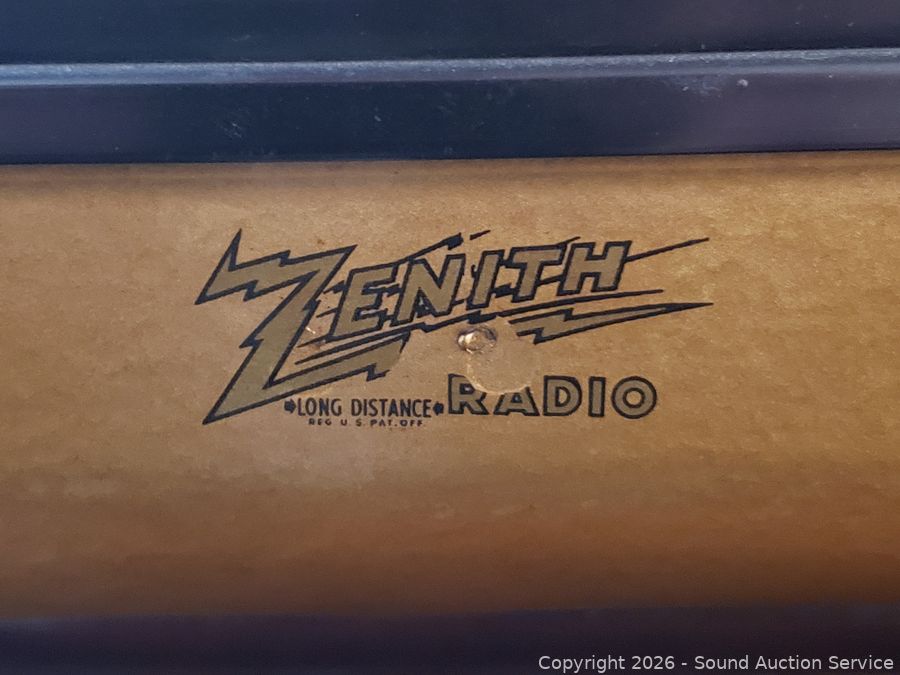 ZENITH
LONG DISTANCE RADIO
REG U.S. PAT. OFF.
Copyright © 2026 - Sound Auction Service